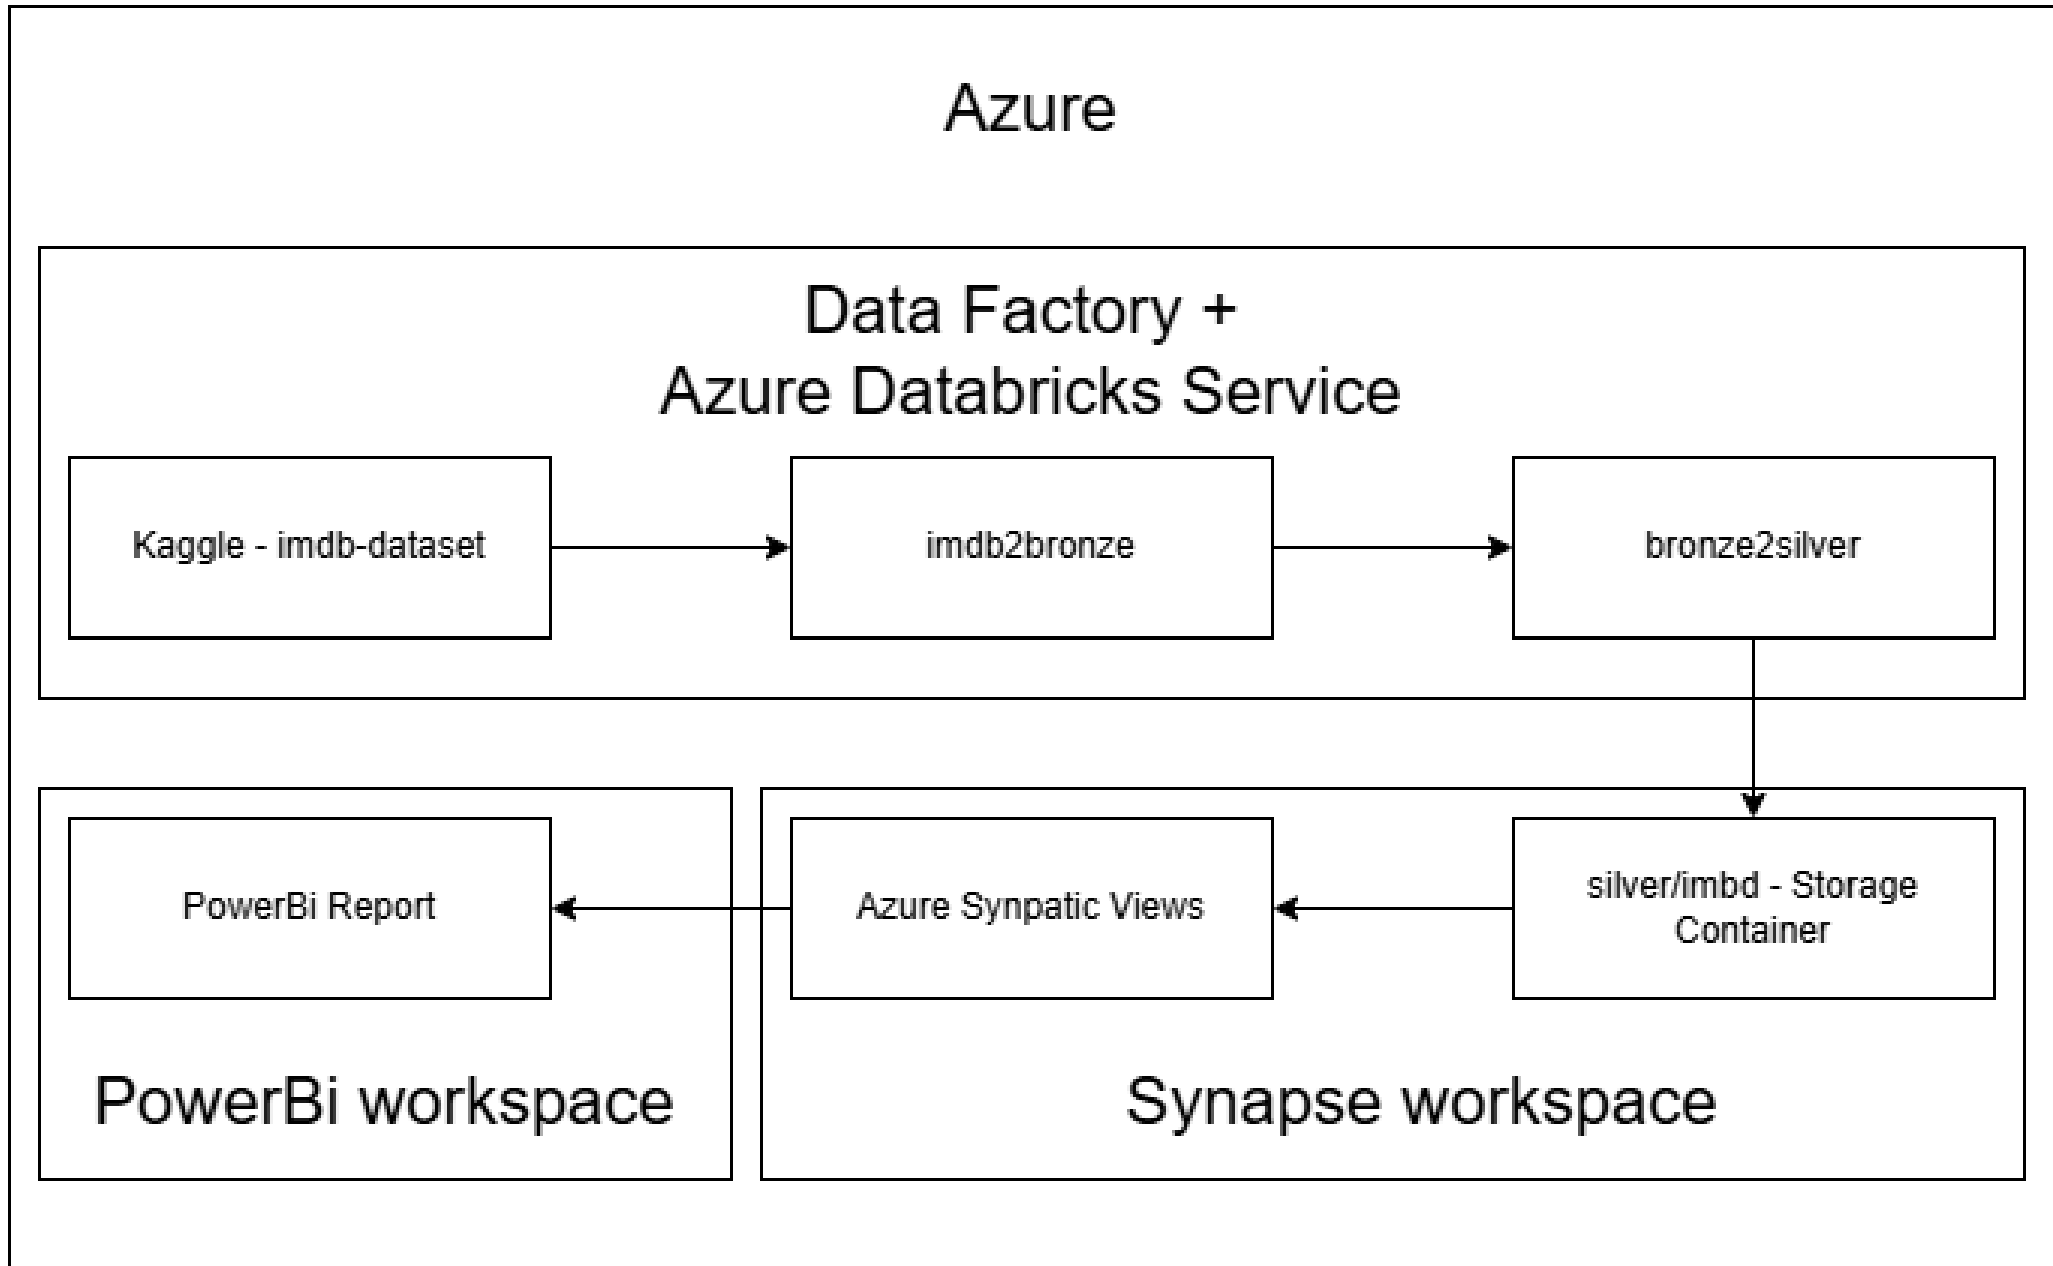 Azure
Data Factory +
Azure Databricks Service
Kaggle - imdb-dataset
imdb2bronze
bronze2silver
PowerBi Report
Azure Synpatic Views
silver/imbd - Storage
Container
PowerBi workspace
Synapse workspace